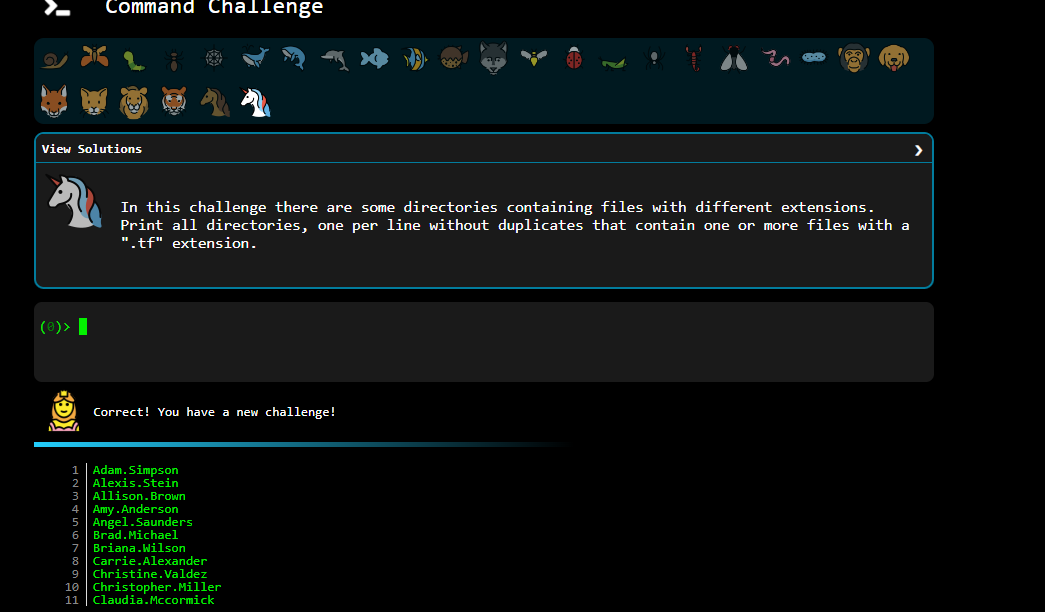 Command Challenge
View Solutions
In this challenge there are some directories containing files with different extensions.
Print all directories, one per line without duplicates that contain one or more files with a
".tf" extension.
(0)>
Correct! You have a new challenge!
1 Adam.Simpson
2 Alexis.Stein
3 Allison.Brown
4 Amy.Anderson
5 Angel.Saunders
6 Brad.Michael
7 Briana.Wilson
8 Carrie.Alexander
9 Christine.Valdez
10 Christopher.Miller
11 Claudia.Mccormick